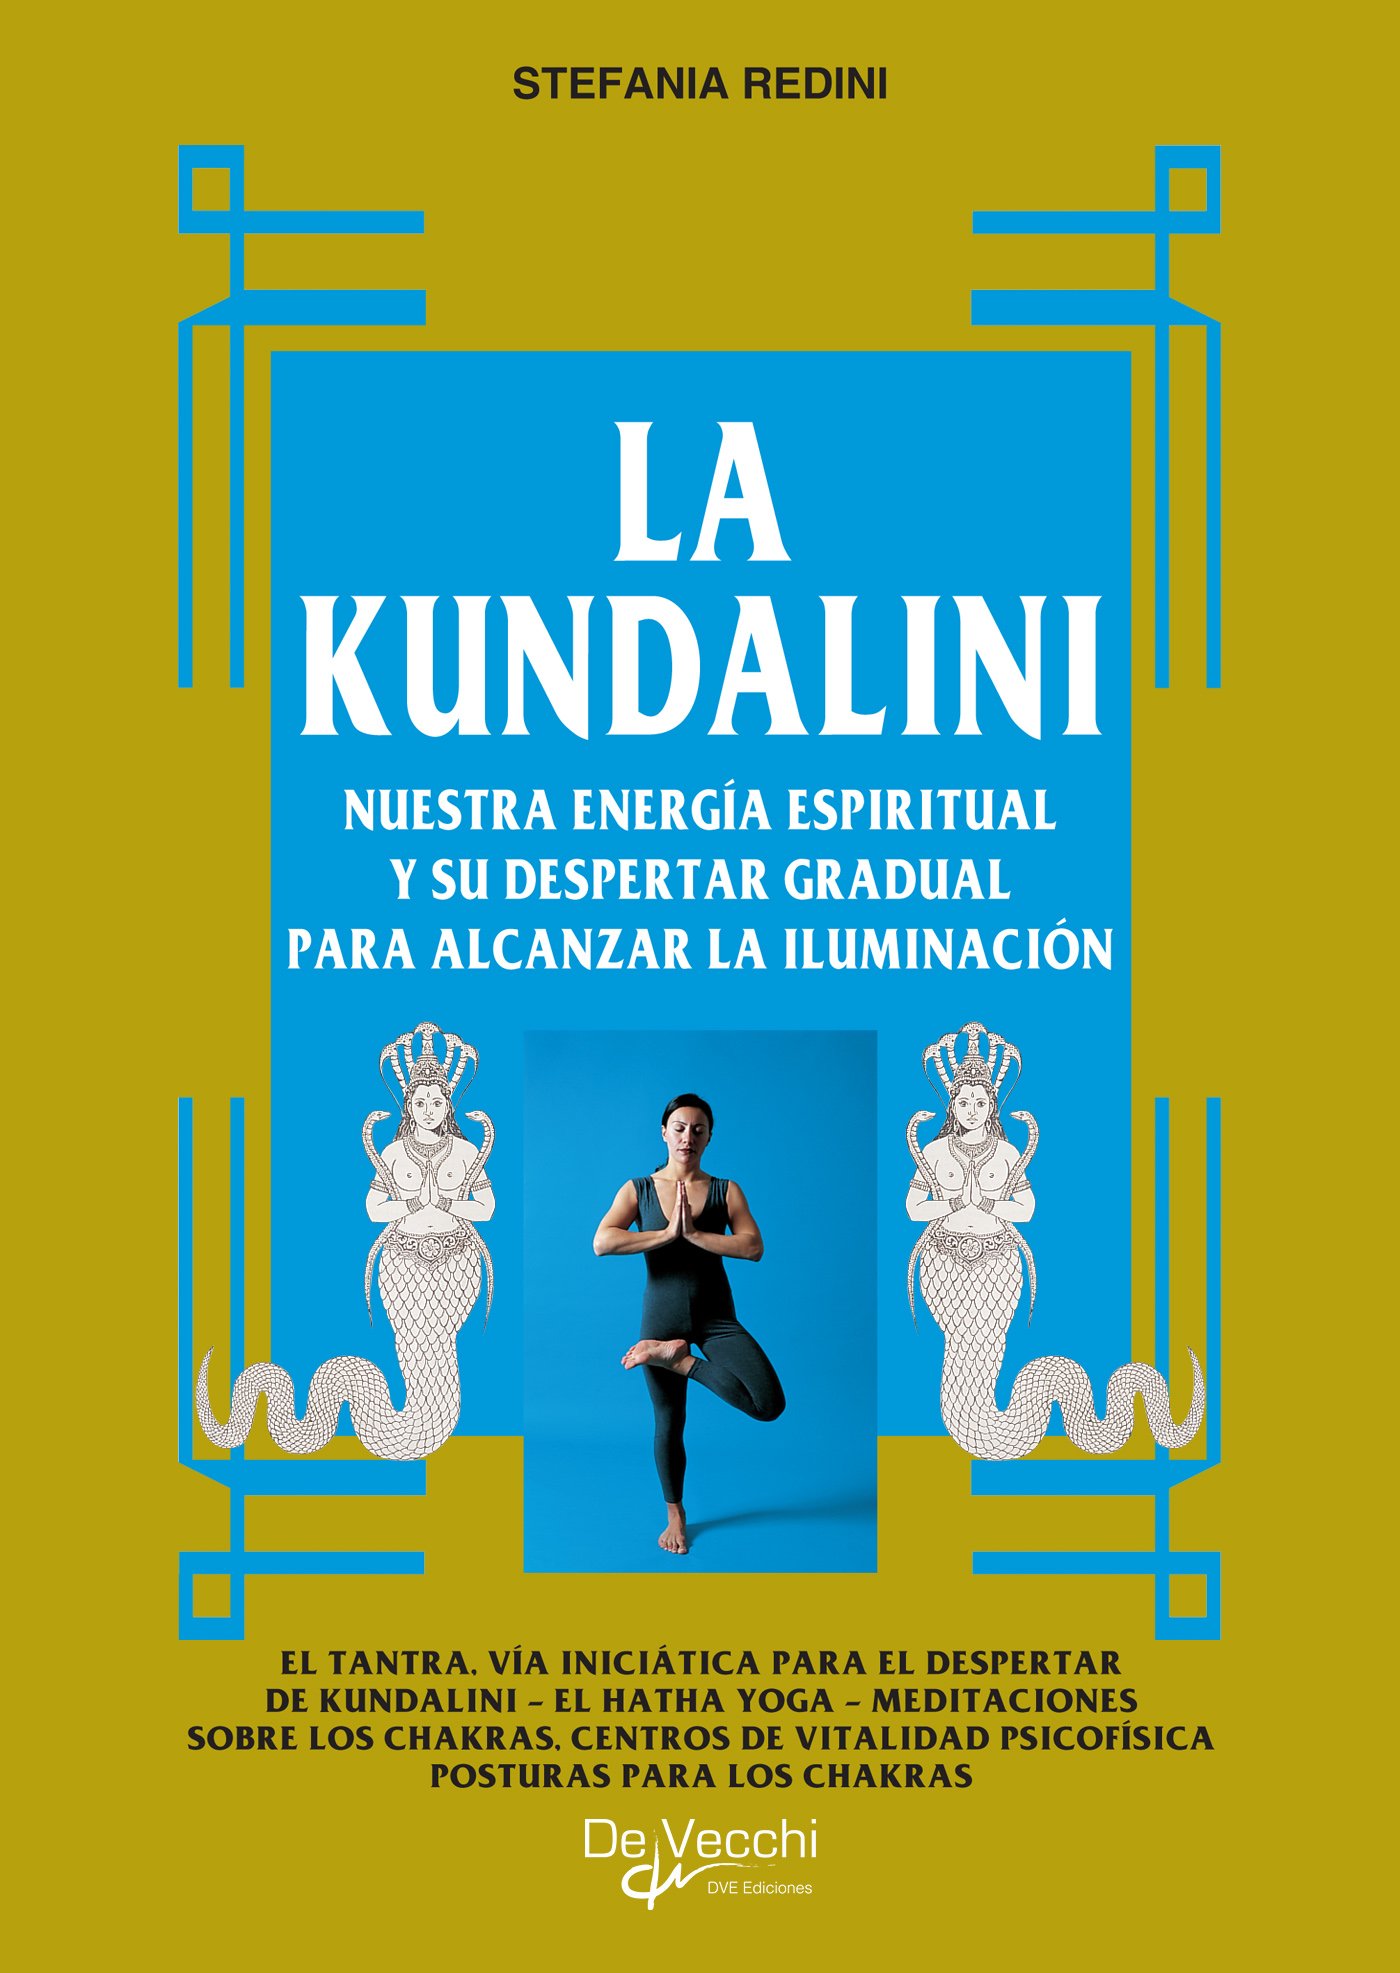 STEFANIA REDINI
LA
KUNDALINI
NUESTRA ENERGÍA ESPIRITUAL
Y SU DESPERTAR GRADUAL
PARA ALCANZAR LA ILUMINACIÓN
EL TANTRA, VÍA INICIÁTICA PARA EL DESPERTAR
DE KUNDALINI – EL HATHA YOGA – MEDITACIONES
SOBRE LOS CHAKRAS, CENTROS DE VITALIDAD PSICOFÍSICA
POSTURAS PARA LOS CHAKRAS
De Vecchi
DVE Ediciones